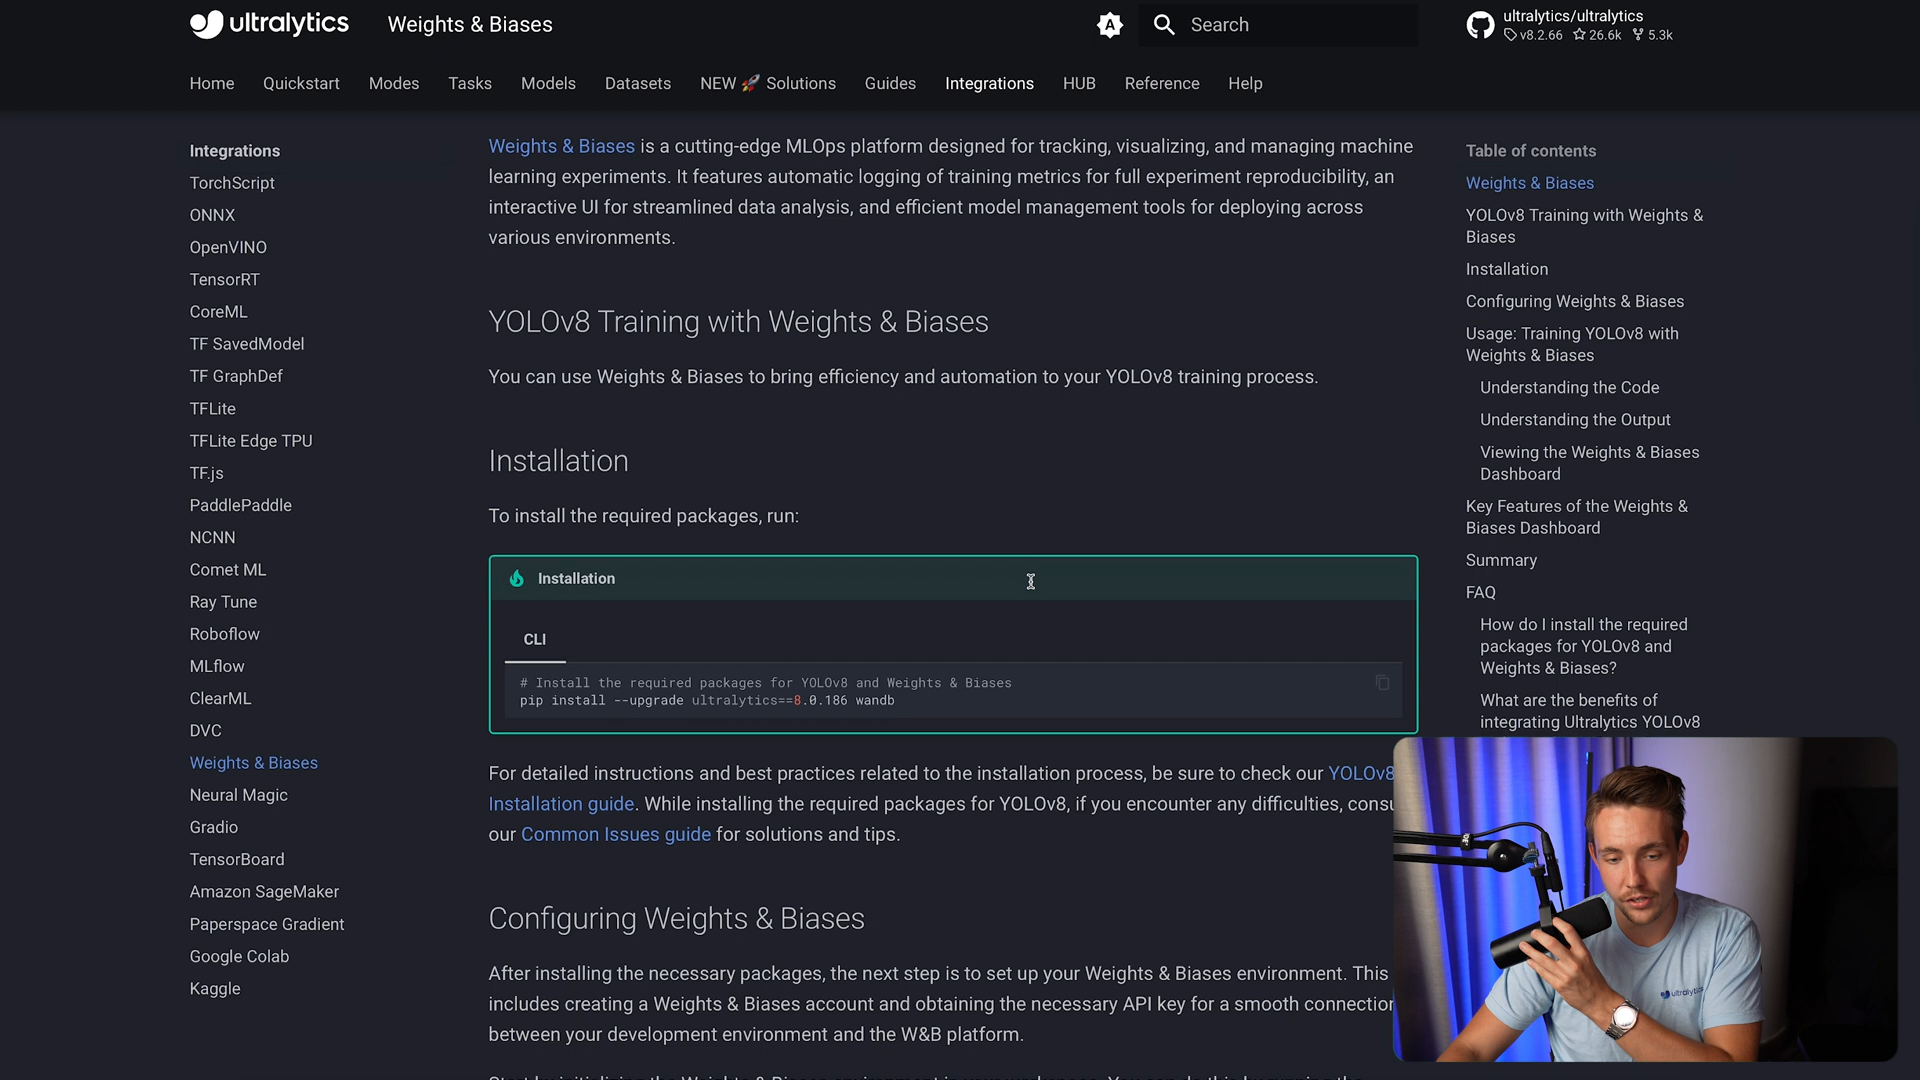 ultralytics
Weights & Biases
Search
ultralytics/ultralytics
v8.2.66 26.6k 5.3k
Home Quickstart Modes Tasks Models Datasets NEW 🚀 Solutions Guides Integrations HUB Reference Help
Integrations
TorchScript
ONNX
OpenVINO
TensorRT
CoreML
TF SavedModel
TF GraphDef
TFLite
TFLite Edge TPU
TF.js
PaddlePaddle
NCNN
Comet ML
Ray Tune
Roboflow
MLflow
ClearML
DVC
Weights & Biases
Neural Magic
Gradio
TensorBoard
Amazon SageMaker
Paperspace Gradient
Google Colab
Kaggle
Weights & Biases is a cutting-edge MLOps platform designed for tracking, visualizing, and managing machine
learning experiments. It features automatic logging of training metrics for full experiment reproducibility, an
interactive UI for streamlined data analysis, and efficient model management tools for deploying across
various environments.
YOLOv8 Training with Weights & Biases
You can use Weights & Biases to bring efficiency and automation to your YOLOv8 training process.
Installation
To install the required packages, run:
Installation
CLI
# Install the required packages for YOLOv8 and Weights & Biases
pip install --upgrade ultralytics==8.0.186 wandb
For detailed instructions and best practices related to the installation process, be sure to check our YOLOv8
Installation guide. While installing the required packages for YOLOv8, if you encounter any difficulties,
our Common Issues guide for solutions and tips.
Configuring Weights & Biases
After installing the necessary packages, the next step is to set up your Weights & Biases environment. This
includes creating a Weights & Biases account and obtaining the necessary API key for a smooth connection
between your development environment and the W&B platform.
Table of contents
Weights & Biases
YOLOv8 Training with Weights &
Biases
Installation
Configuring Weights & Biases
Usage: Training YOLOv8 with
Weights & Biases
Understanding the Code
Understanding the Output
Viewing the Weights & Biases
Dashboard
Key Features of the Weights &
Biases Dashboard
Summary
FAQ
How do I install the required
packages for YOLOv8 and
Weights & Biases?
What are the benefits of
integrating Ultralytics YOLOv8
ultralytics